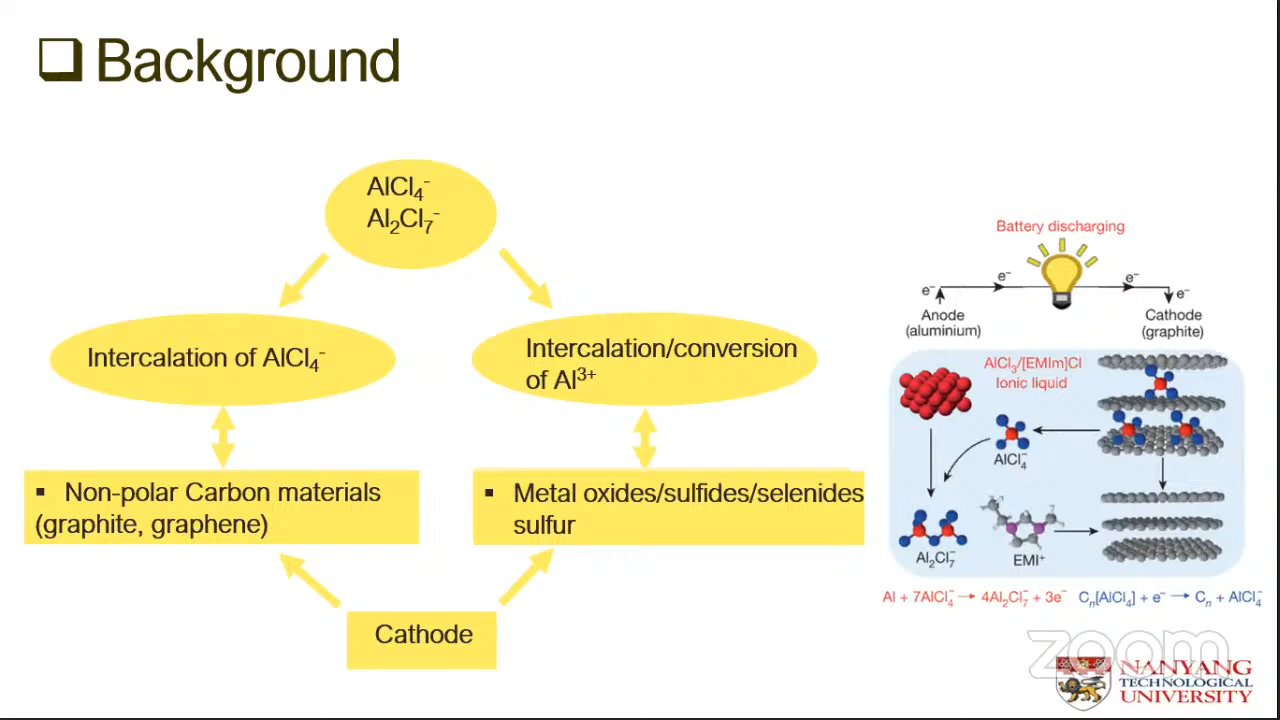 ❑ Background
AlCl₄⁻
Al₂Cl₇⁻
Intercalation of AlCl₄⁻
Intercalation/conversion
of Al³⁺
▪ Non-polar Carbon materials
(graphite, graphene)
▪ Metal oxides/sulfides/selenides
sulfur
Cathode
Battery discharging
e⁻
e⁻
e⁻
e⁻
Anode
(aluminium)
Cathode
(graphite)
AlCl₃/[EMIm]Cl
Ionic liquid
AlCl₄⁻
Al₂Cl₇⁻
EMI⁺
Al + 7AlCl₄⁻ → 4Al₂Cl₇⁻ + 3e⁻
Cₙ[AlCl₄] + e⁻ → Cₙ + AlCl₄⁻
zoom
NANYANG
TECHNOLOGICAL
UNIVERSITY